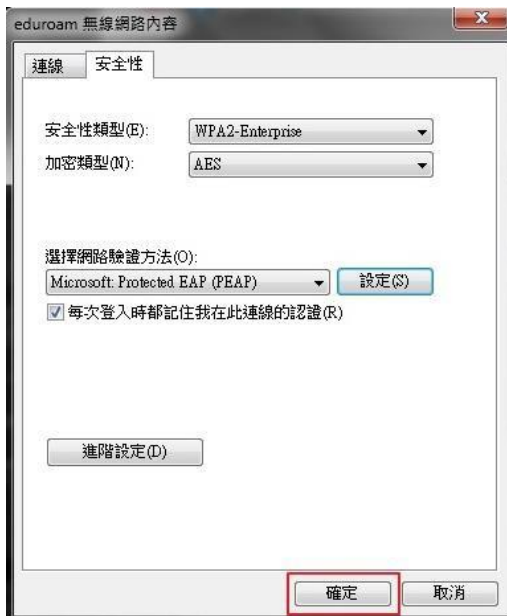 eduroam 無線網路內容
連線 安全性
安全性類型(E): WPA2-Enterprise
加密類型(N): AES
選擇網路驗證方法(O):
Microsoft: Protected EAP (PEAP) 設定(S)
每次登入時都記住我在此連線的認證(R)
進階設定(D)
確定 取消